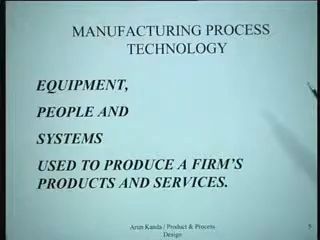 MANUFACTURING PROCESS
TECHNOLOGY
EQUIPMENT,
PEOPLE AND
SYSTEMS
USED TO PRODUCE A FIRM'S
PRODUCTS AND SERVICES.
Arun Kanda / Product & Process
Design
5